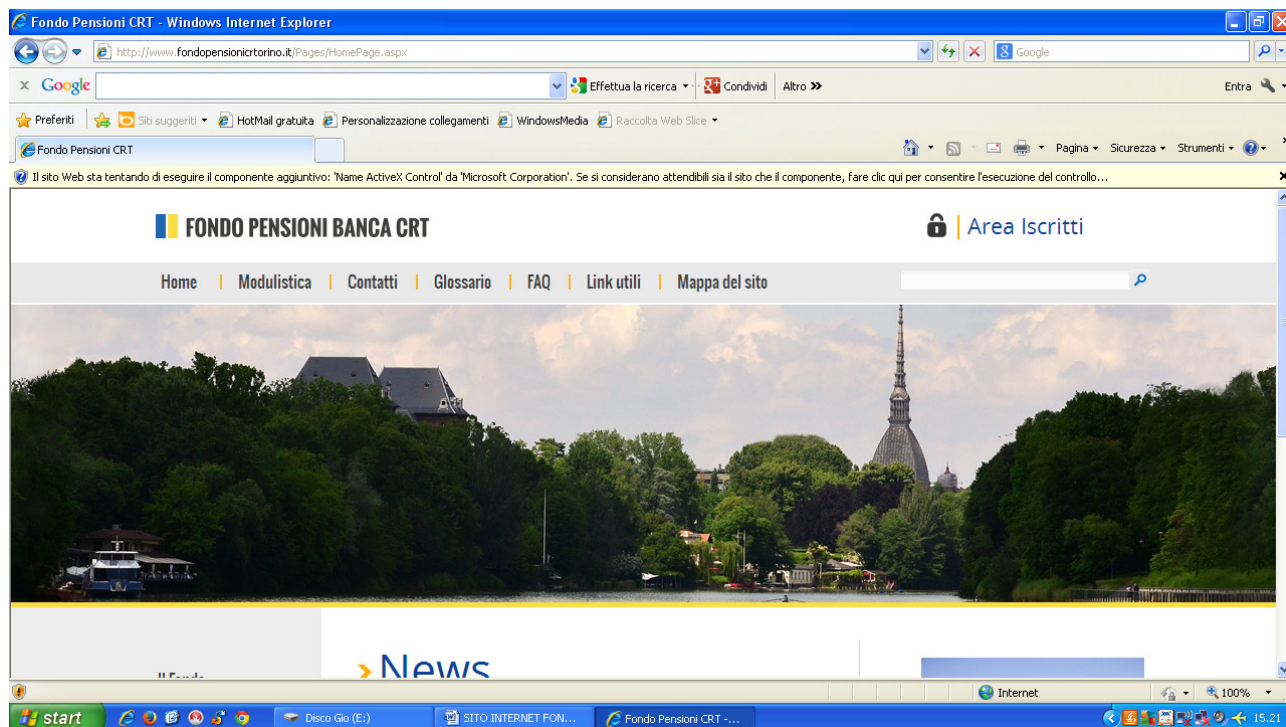 Fondo Pensioni CRT - Windows Internet Explorer
http://www.fondopensionicrtorino.it/Pages/HomePage.aspx
Google
x Google Effettua la ricerca Condividi Altro Entra
Preferiti Siti suggeriti HotMail gratuita Personalizzazione collegamenti WindowsMedia Raccolta Web Slice
Fondo Pensioni CRT Pagina Sicurezza Strumenti
Il sito Web sta tentando di eseguire il componente aggiuntivo: 'Name ActiveX Control' da 'Microsoft Corporation'. Se si considerano attendibili sia il sito che il componente, fare clic qui per consentire l'esecuzione del controllo...
FONDO PENSIONI BANCA CRT
Area Iscritti
Home | Modulistica | Contatti | Glossario | FAQ | Link utili | Mappa del sito
News
Il Fondo
Internet 100%
start Disco Gio (E:) SITO INTERNET FON... Fondo Pensioni CRT -... 15.21